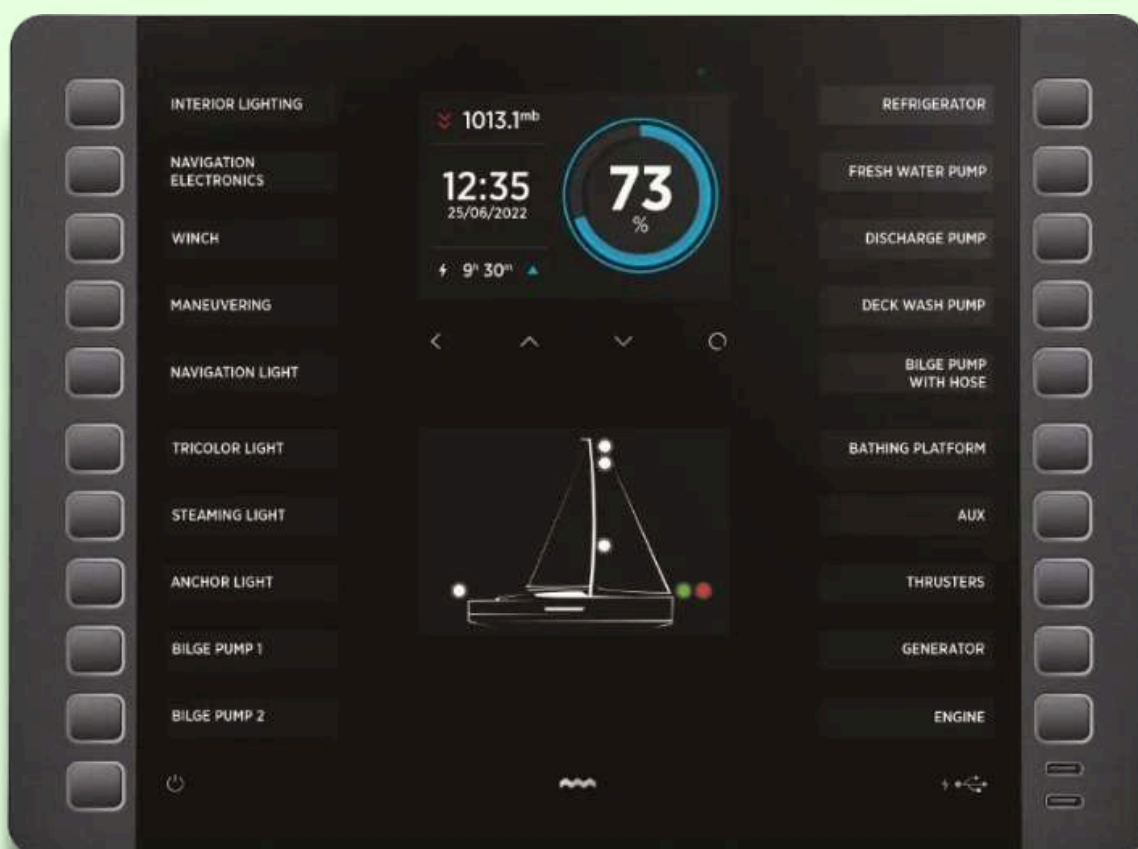 INTERIOR LIGHTING
NAVIGATION
ELECTRONICS
WINCH
MANEUVERING
NAVIGATION LIGHT
TRICOLOR LIGHT
STEAMING LIGHT
ANCHOR LIGHT
BILGE PUMP 1
BILGE PUMP 2
1013.1mb
12:35
25/06/2022
9h 30m
73
%
REFRIGERATOR
FRESH WATER PUMP
DISCHARGE PUMP
DECK WASH PUMP
BILGE PUMP
WITH HOSE
BATHING PLATFORM
AUX
THRUSTERS
GENERATOR
ENGINE